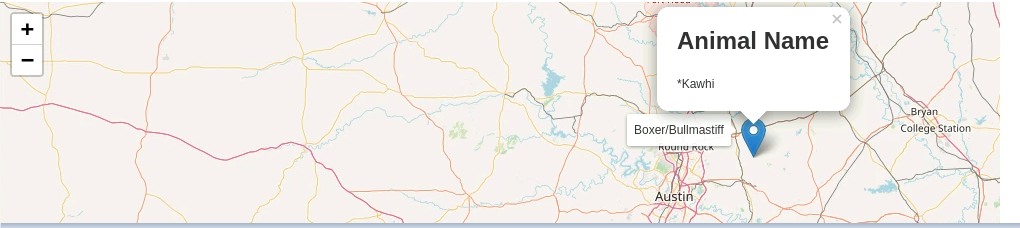 +
−
×
Animal Name
*Kawhi
Boxer/Bullmastiff
Round Rock
Bryan
College Station
Austin